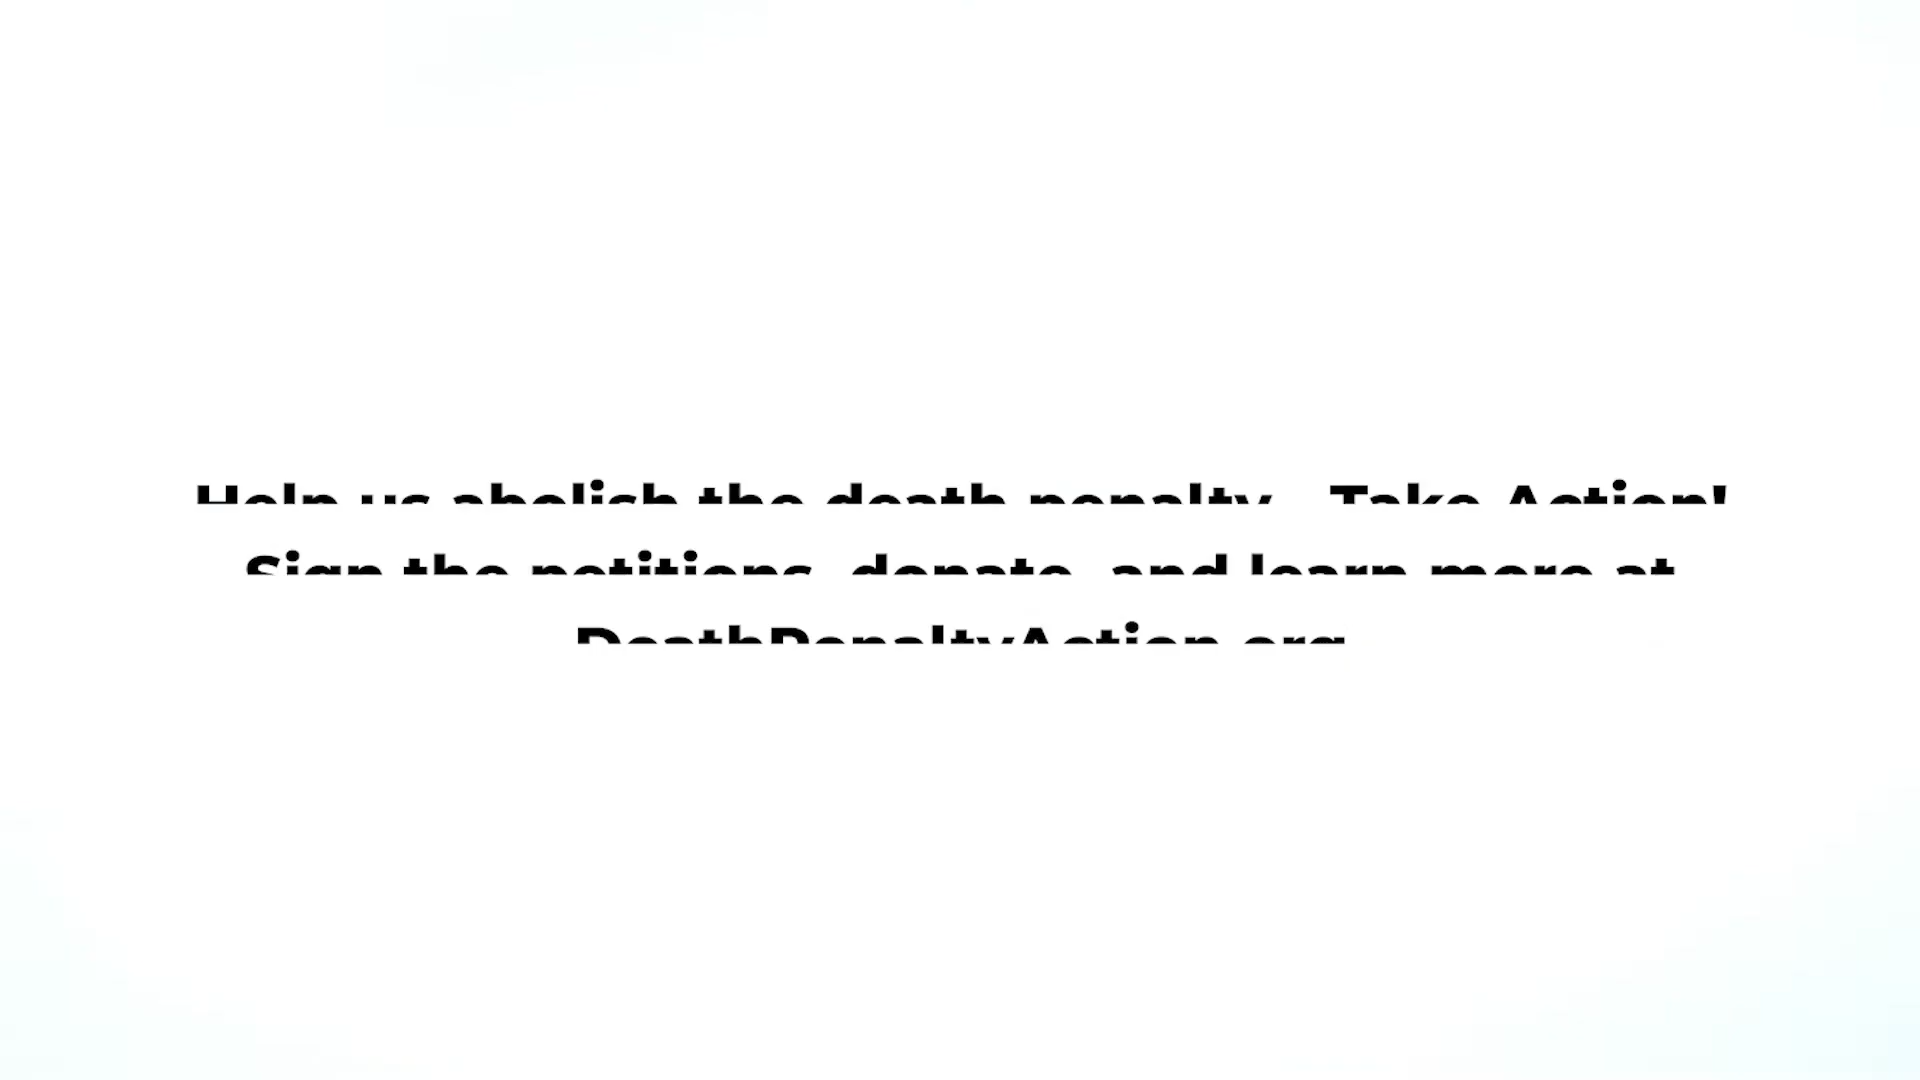 Help us abolish the death penalty. Take Action!
Sign the petitions, donate, and learn more at
DeathPenaltyAction.org